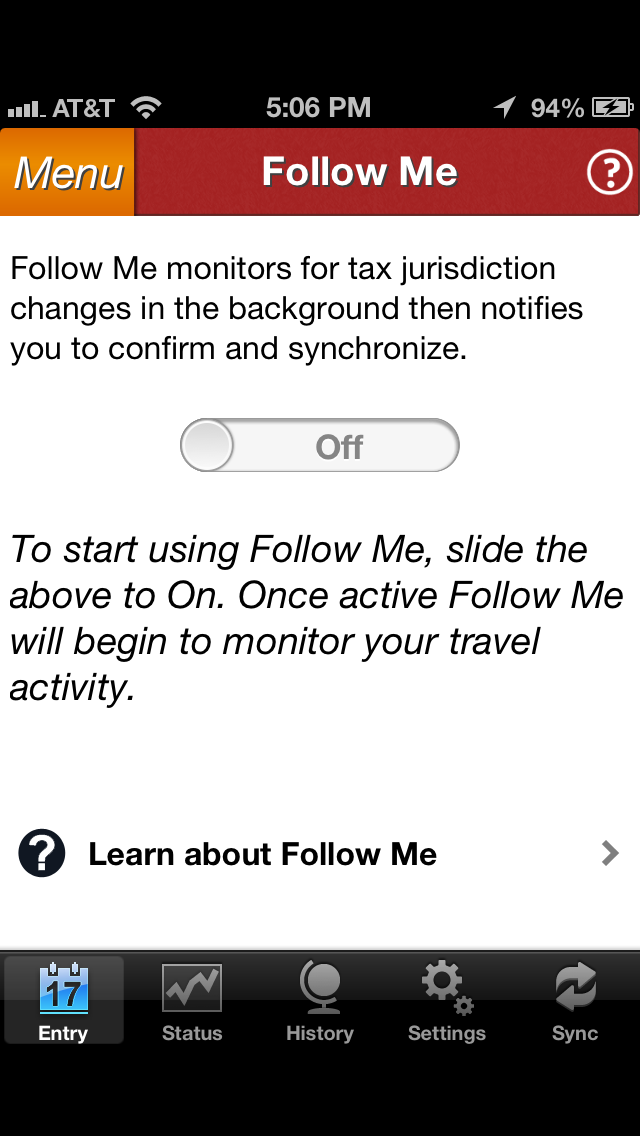 AT&T 5:06 PM 94%
Menu Follow Me ?
Follow Me monitors for tax jurisdiction
changes in the background then notifies
you to confirm and synchronize.
Off
To start using Follow Me, slide the
above to On. Once active Follow Me
will begin to monitor your travel
activity.
? Learn about Follow Me
17
Entry Status History Settings Sync